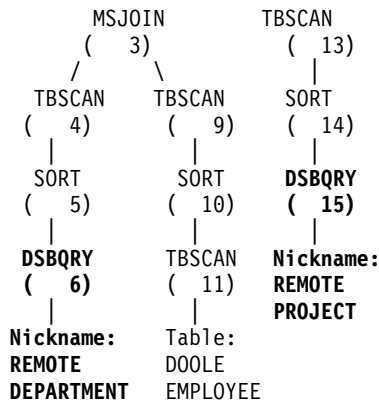 MSJOIN TBSCAN
( 3) ( 13)
/ \ |
TBSCAN TBSCAN SORT
( 4) ( 9) ( 14)
| | |
SORT SORT DSBQRY
( 5) ( 10) ( 15)
| | |
DSBQRY TBSCAN Nickname:
( 6) ( 11) REMOTE
| | PROJECT
Nickname: Table:
REMOTE DOOLE
DEPARTMENT EMPLOYEE